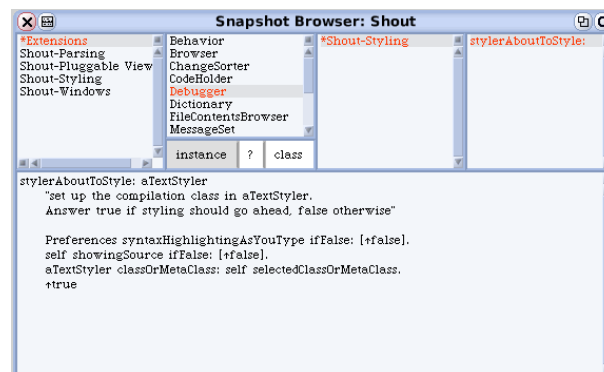 Snapshot Browser: Shout
*Extensions
Shout-Parsing
Shout-Pluggable View
Shout-Styling
Shout-Windows
Behavior
Browser
ChangeSorter
CodeHolder
Debugger
Dictionary
FileContentsBrowser
MessageSet
instance ? class
*Shout-Styling
stylerAboutToStyle:
stylerAboutToStyle: aTextStyler
"set up the compilation class in aTextStyler.
Answer true if styling should go ahead, false otherwise"
Preferences syntaxHighlightingAsYouType ifFalse: [↑false].
self showingSource ifFalse: [↑false].
aTextStyler classOrMetaClass: self selectedClassOrMetaClass.
↑true